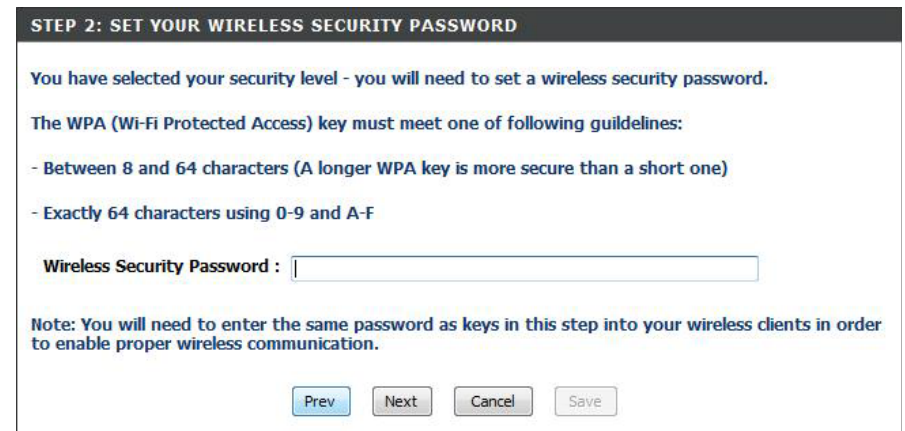 STEP 2: SET YOUR WIRELESS SECURITY PASSWORD
You have selected your security level - you will need to set a wireless security password.
The WPA (Wi-Fi Protected Access) key must meet one of following guildelines:
- Between 8 and 64 characters (A longer WPA key is more secure than a short one)
- Exactly 64 characters using 0-9 and A-F
Wireless Security Password :
Note: You will need to enter the same password as keys in this step into your wireless clients in order
to enable proper wireless communication.
Prev Next Cancel Save